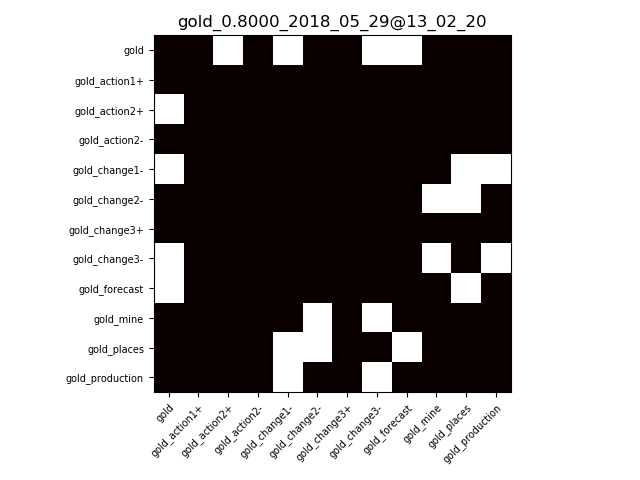 gold_0.8000_2018_05_29@13_02_20
gold
gold_action1+
gold_action2+
gold_action2-
gold_change1-
gold_change2-
gold_change3+
gold_change3-
gold_forecast
gold_mine
gold_places
gold_production
gold
gold_action1+
gold_action2+
gold_action2-
gold_change1-
gold_change2-
gold_change3+
gold_change3-
gold_forecast
gold_mine
gold_places
gold_production